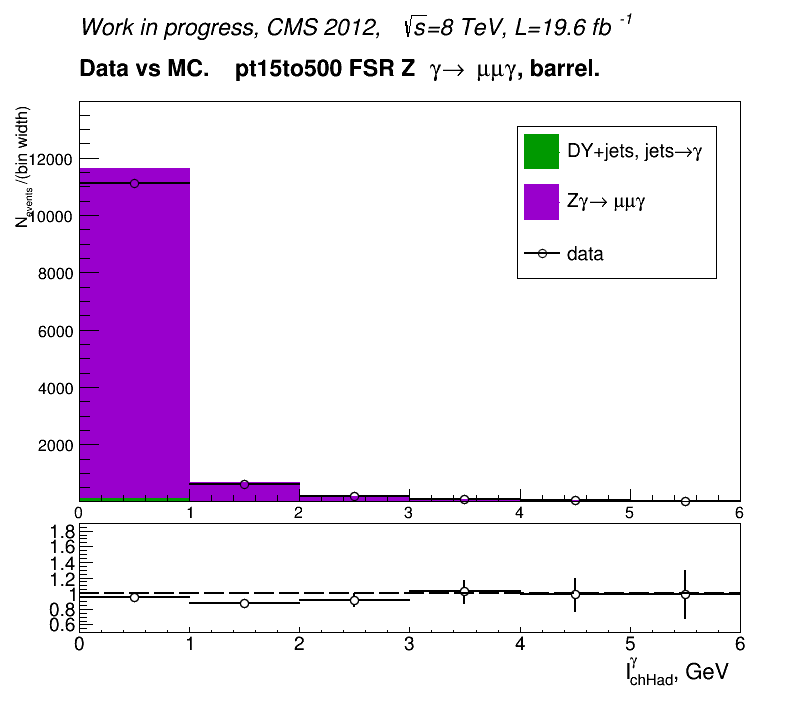 Work in progress, CMS 2012, √s=8 TeV, L=19.6 fb -1
Data vs MC. pt15to500 FSR Z γ→ μμγ, barrel.
N events /(bin width)
12000
10000
8000
6000
4000
2000
DY+jets, jets→γ
Zγ→ μμγ
data
0 1 2 3 4 5 6
1.8
1.6
1.4
1.2
1
0.8
0.6
0 1 2 3 4 5 6
I γ chHad, GeV